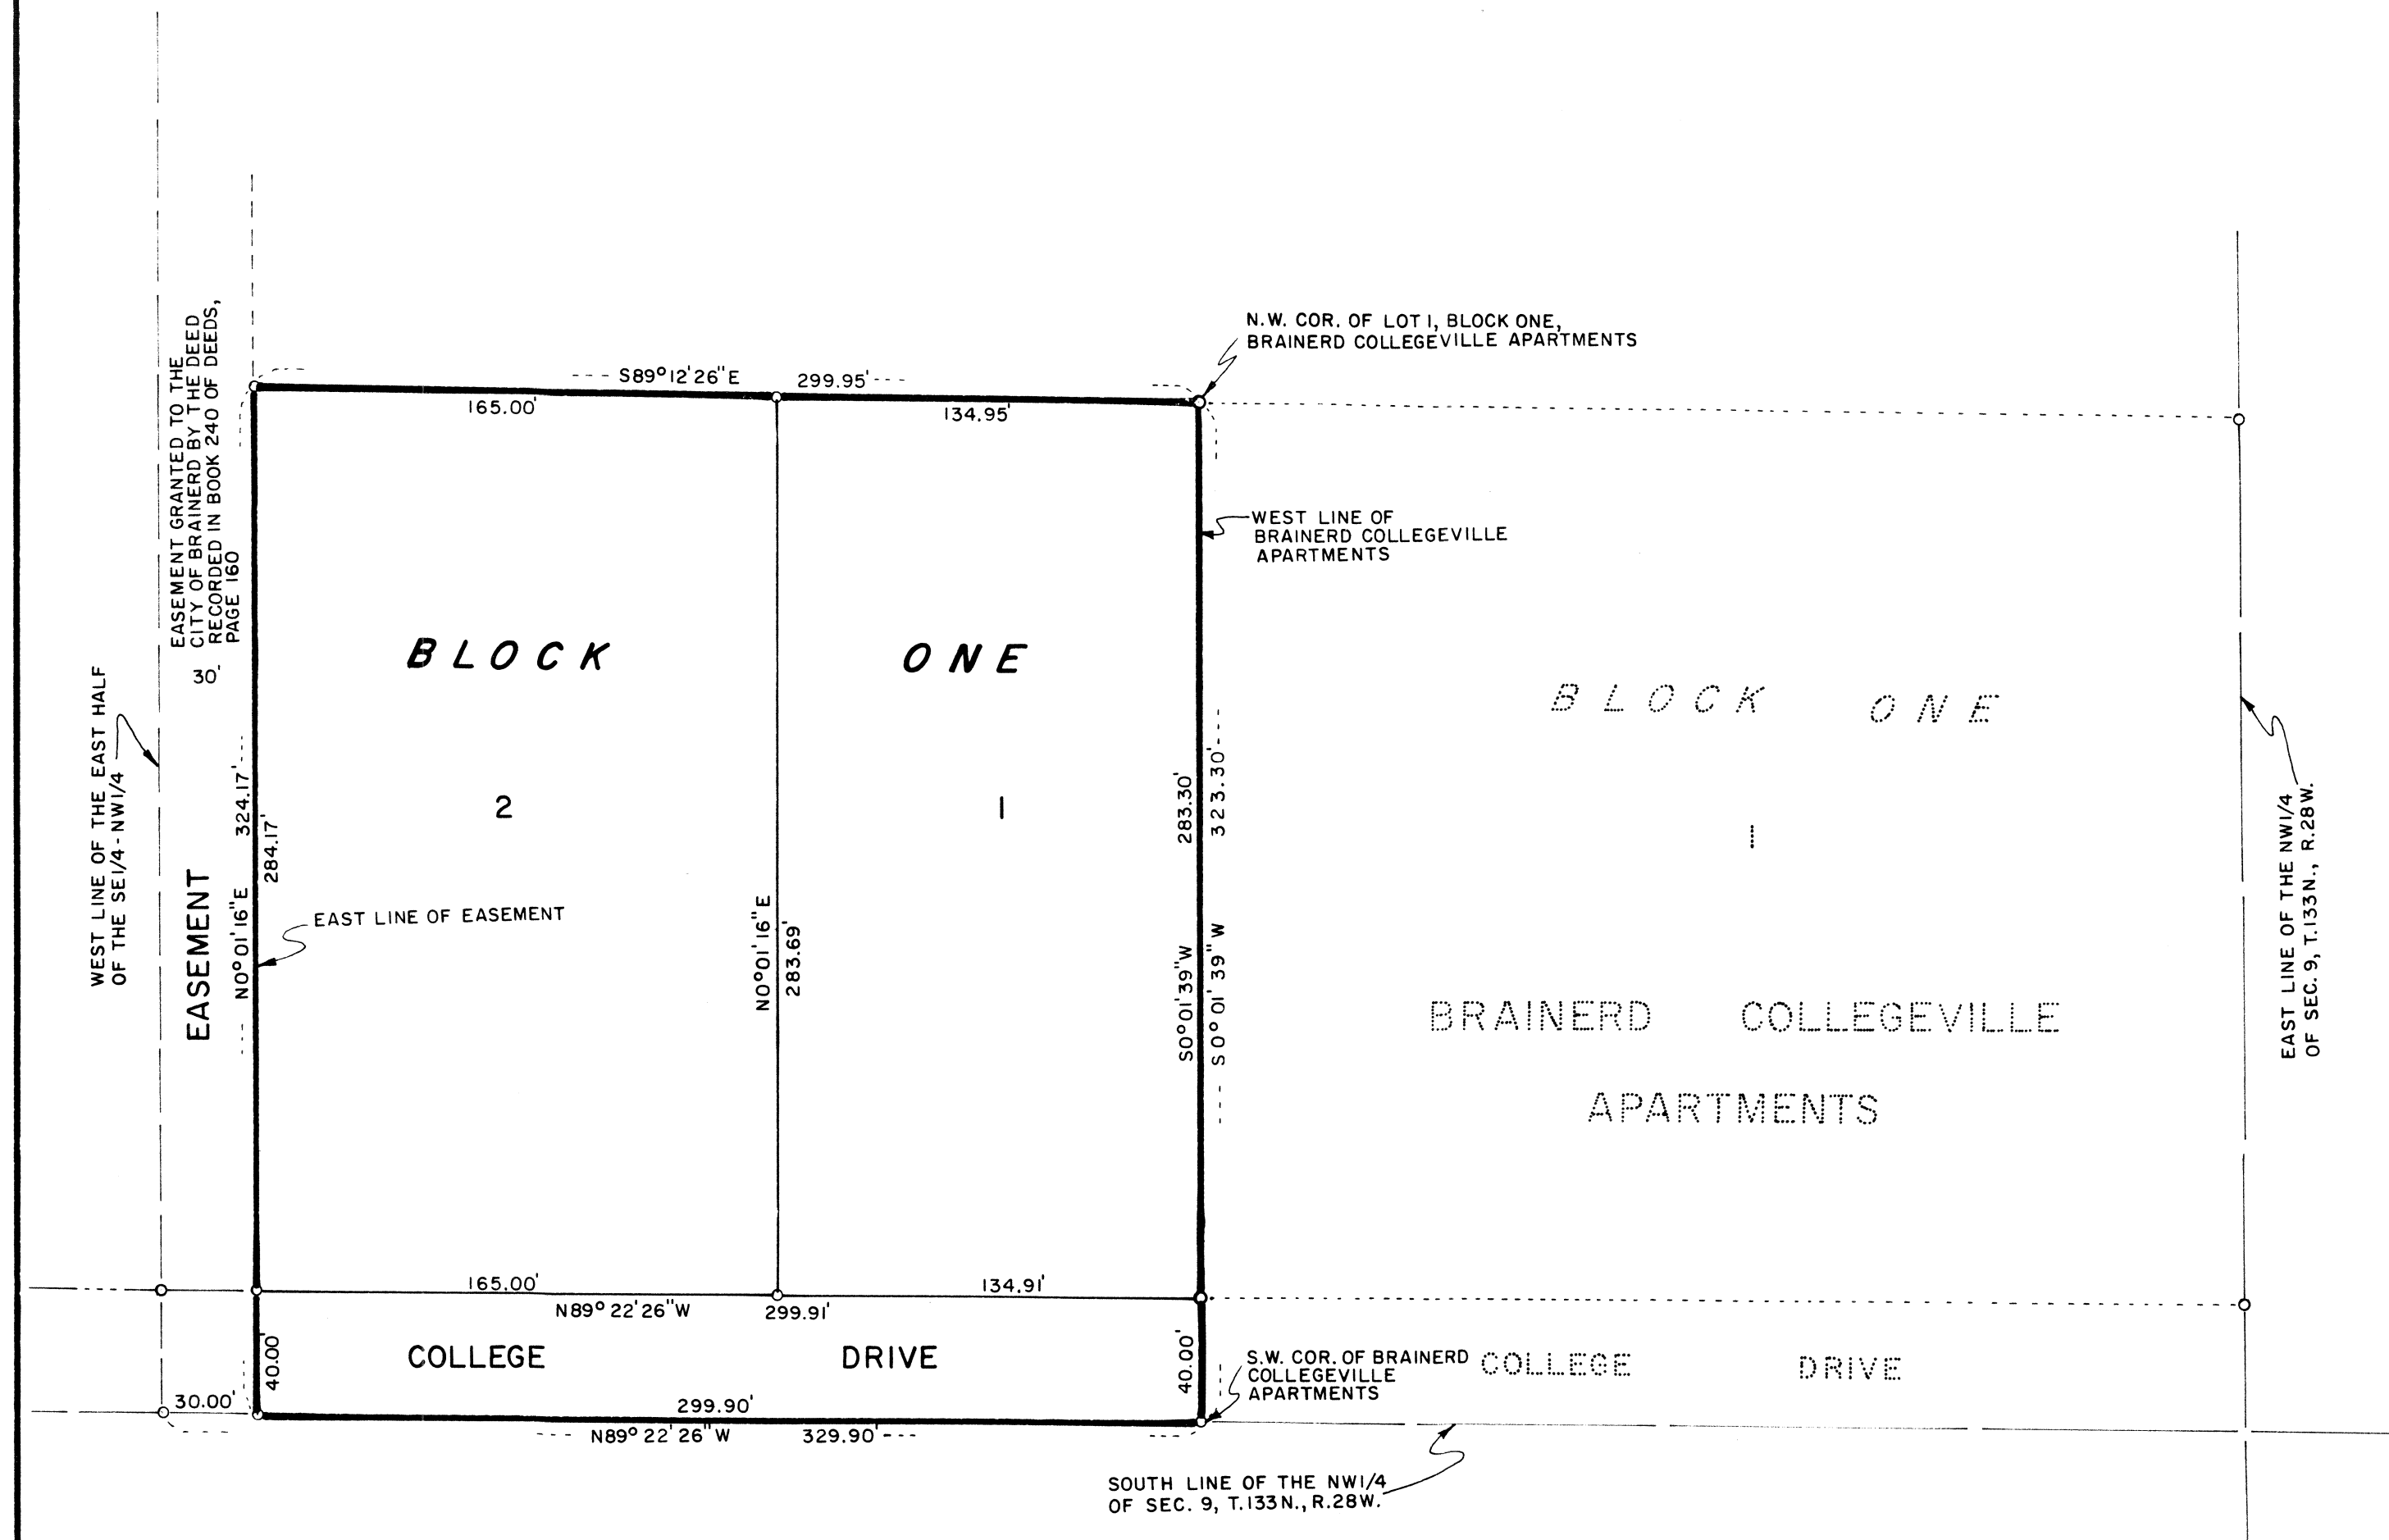 N.W. COR. OF LOT 1, BLOCK ONE,
BRAINERD COLLEGEVILLE APARTMENTS
S89°12'26"E 299.95'
165.00'
134.95'
EASEMENT GRANTED TO THE
CITY OF BRAINERD BY THE DEED
RECORDED IN BOOK 240 OF DEEDS,
PAGE 160
30'
WEST LINE OF
BRAINERD COLLEGEVILLE
APARTMENTS
BLOCK ONE
2
1
BLOCK ONE
1
BRAINERD COLLEGEVILLE
APARTMENTS
WEST LINE OF THE EAST HALF
OF THE SE1/4-NW1/4
EASEMENT
N0°01'16"E 324.17'
284.17'
EAST LINE OF EASEMENT
N0°01'16"E
283.69'
S0°01'39"W 283.30'
S0°01'39"W 323.30'
EAST LINE OF THE NW1/4
OF SEC. 9, T.133N., R.28W.
165.00'
134.91'
N89°22'26"W 299.91'
COLLEGE DRIVE
40.00'
40.00'
S.W. COR. OF BRAINERD
COLLEGEVILLE
APARTMENTS
COLLEGE DRIVE
30.00'
299.90'
N89°22'26"W 329.90'
SOUTH LINE OF THE NW1/4
OF SEC. 9, T.133N., R.28W.